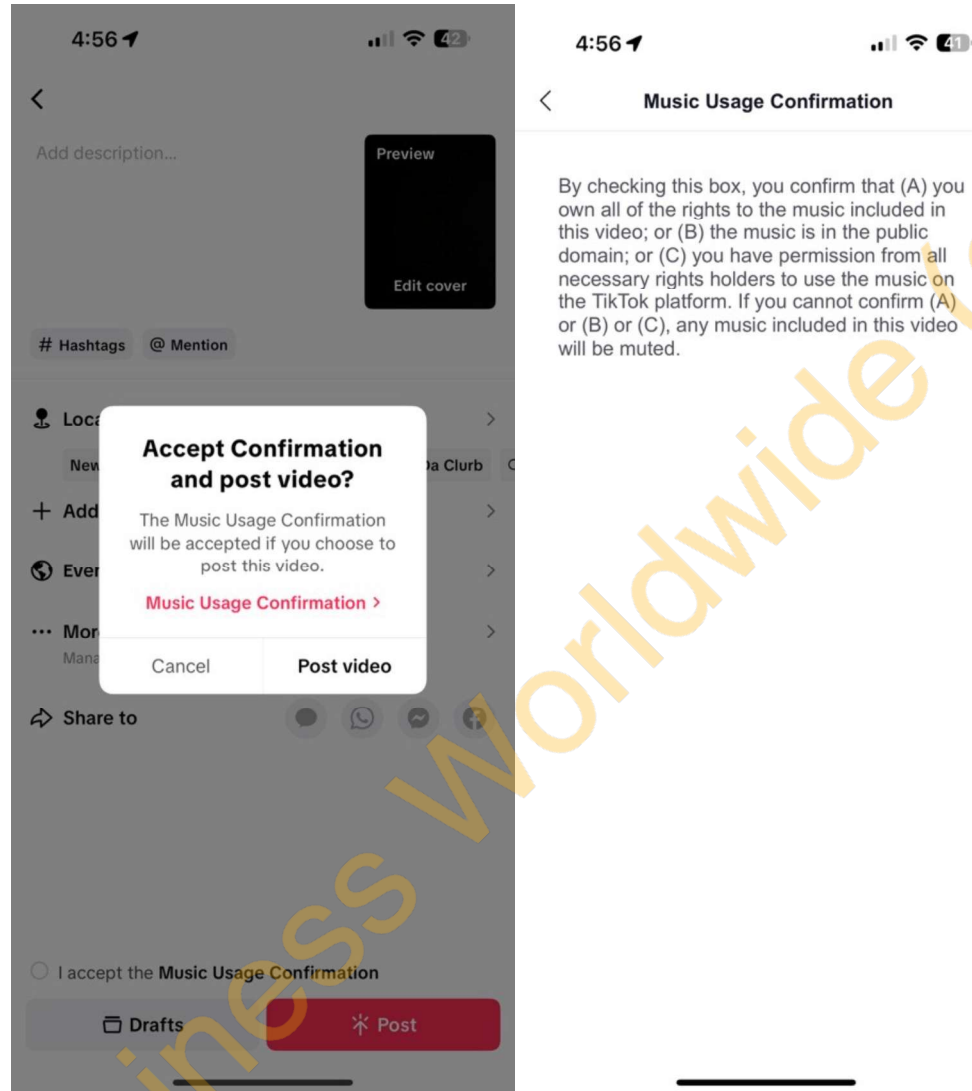 4:56
42
Add description...
Preview
Edit cover
# Hashtags
@ Mention
Loca
New
Da Clurb
Accept Confirmation
and post video?
The Music Usage Confirmation
will be accepted if you choose to
post this video.
Music Usage Confirmation >
Cancel
Post video
Add
Ever
Mor
Mana
Share to
I accept the Music Usage Confirmation
Drafts
Post
4:56
41
Music Usage Confirmation
By checking this box, you confirm that (A) you
own all of the rights to the music included in
this video; or (B) the music is in the public
domain; or (C) you have permission from all
necessary rights holders to use the music on
the TikTok platform. If you cannot confirm (A)
or (B) or (C), any music included in this video
will be muted.
iness Worldwide (